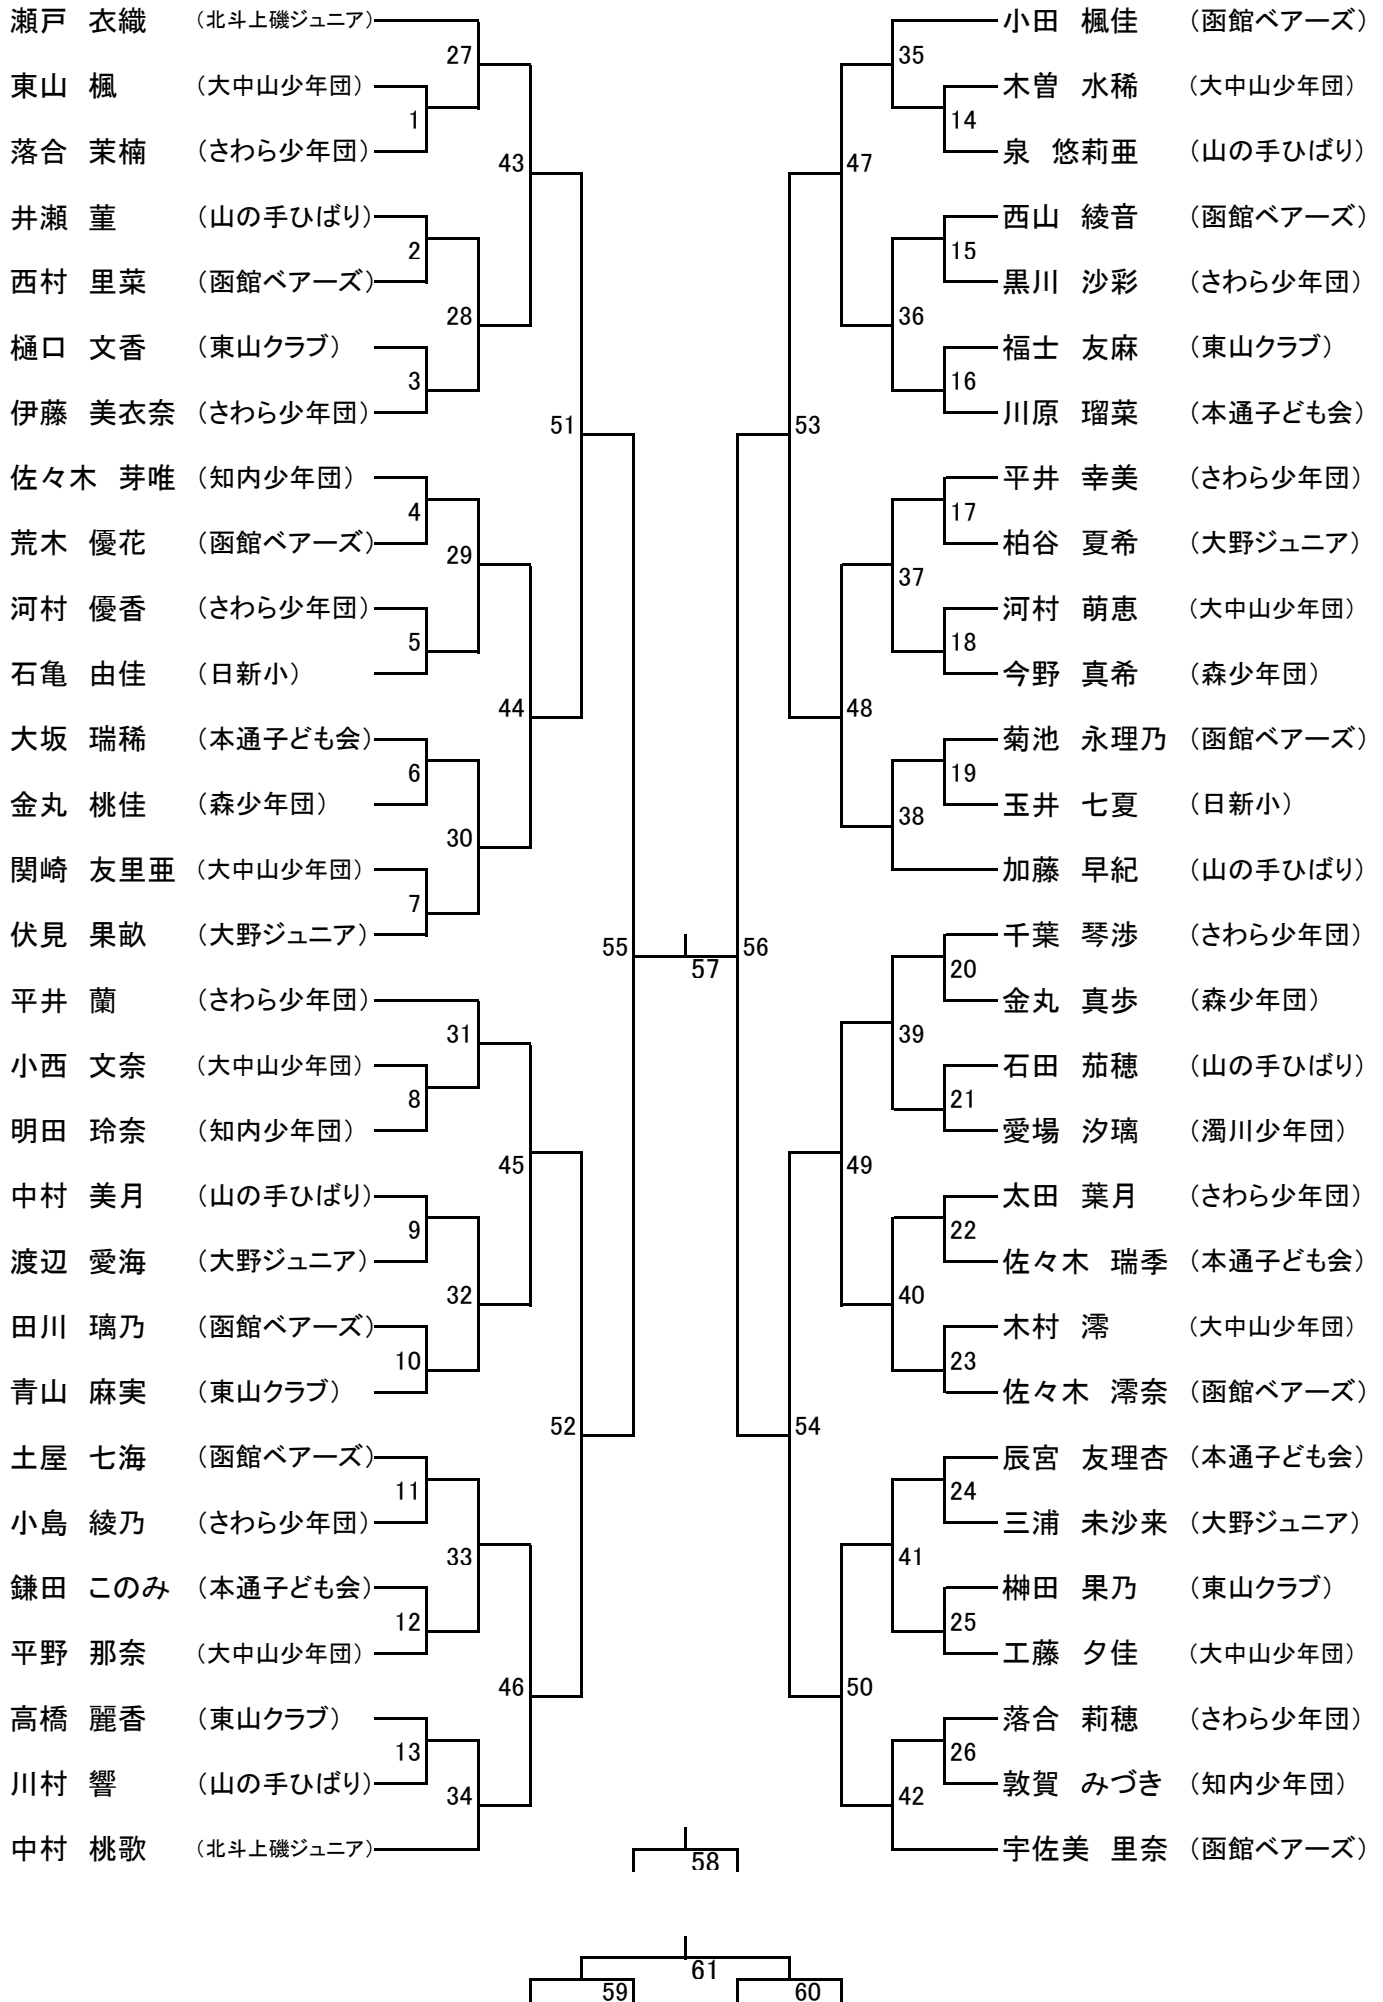 瀬戸 衣織 (北斗上磯ジュニア)
27
東山 楓 (大中山少年団)
1
落合 茉楠 (さわら少年団)
43
井瀬 菫 (山の手ひばり)
2
西村 里菜 (函館ベアーズ)
28
樋口 文香 (東山クラブ)
3
伊藤 美衣奈 (さわら少年団)
51
佐々木 芽唯 (知内少年団)
4
荒木 優花 (函館ベアーズ)
29
河村 優香 (さわら少年団)
5
石亀 由佳 (日新小)
44
大坂 瑞稀 (本通子ども会)
6
金丸 桃佳 (森少年団)
30
関崎 友里亜 (大中山少年団)
7
伏見 果畝 (大野ジュニア)
55
平井 蘭 (さわら少年団)
31
小西 文奈 (大中山少年団)
8
明田 玲奈 (知内少年団)
45
中村 美月 (山の手ひばり)
9
渡辺 愛海 (大野ジュニア)
32
田川 璃乃 (函館ベアーズ)
10
青山 麻実 (東山クラブ)
52
土屋 七海 (函館ベアーズ)
11
小島 綾乃 (さわら少年団)
33
鎌田 このみ (本通子ども会)
12
平野 那奈 (大中山少年団)
46
高橋 麗香 (東山クラブ)
13
川村 響 (山の手ひばり)
34
中村 桃歌 (北斗上磯ジュニア)
57
小田 楓佳 (函館ベアーズ)
35
木曽 水稀 (大中山少年団)
14
泉 悠莉亜 (山の手ひばり)
47
西山 綾音 (函館ベアーズ)
15
黒川 沙彩 (さわら少年団)
36
福士 友麻 (東山クラブ)
16
川原 瑠菜 (本通子ども会)
53
平井 幸美 (さわら少年団)
17
柏谷 夏希 (大野ジュニア)
37
河村 萌恵 (大中山少年団)
18
今野 真希 (森少年団)
48
菊池 永理乃 (函館ベアーズ)
19
玉井 七夏 (日新小)
38
加藤 早紀 (山の手ひばり)
56
千葉 琴渉 (さわら少年団)
20
金丸 真歩 (森少年団)
39
石田 茄穂 (山の手ひばり)
21
愛場 汐璃 (濁川少年団)
49
太田 葉月 (さわら少年団)
22
佐々木 瑞季 (本通子ども会)
40
木村 澪 (大中山少年団)
23
佐々木 澪奈 (函館ベアーズ)
54
辰宮 友理杏 (本通子ども会)
24
三浦 未沙来 (大野ジュニア)
41
榊田 果乃 (東山クラブ)
25
工藤 夕佳 (大中山少年団)
50
落合 莉穂 (さわら少年団)
26
敦賀 みづき (知内少年団)
42
宇佐美 里奈 (函館ベアーズ)
58
61
59
60